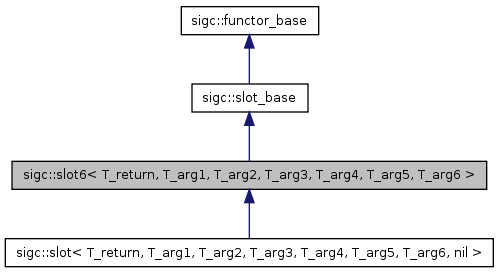 sigc::functor_base
sigc::slot_base
sigc::slot6< T_return, T_arg1, T_arg2, T_arg3, T_arg4, T_arg5, T_arg6 >
sigc::slot< T_return, T_arg1, T_arg2, T_arg3, T_arg4, T_arg5, T_arg6, nil >